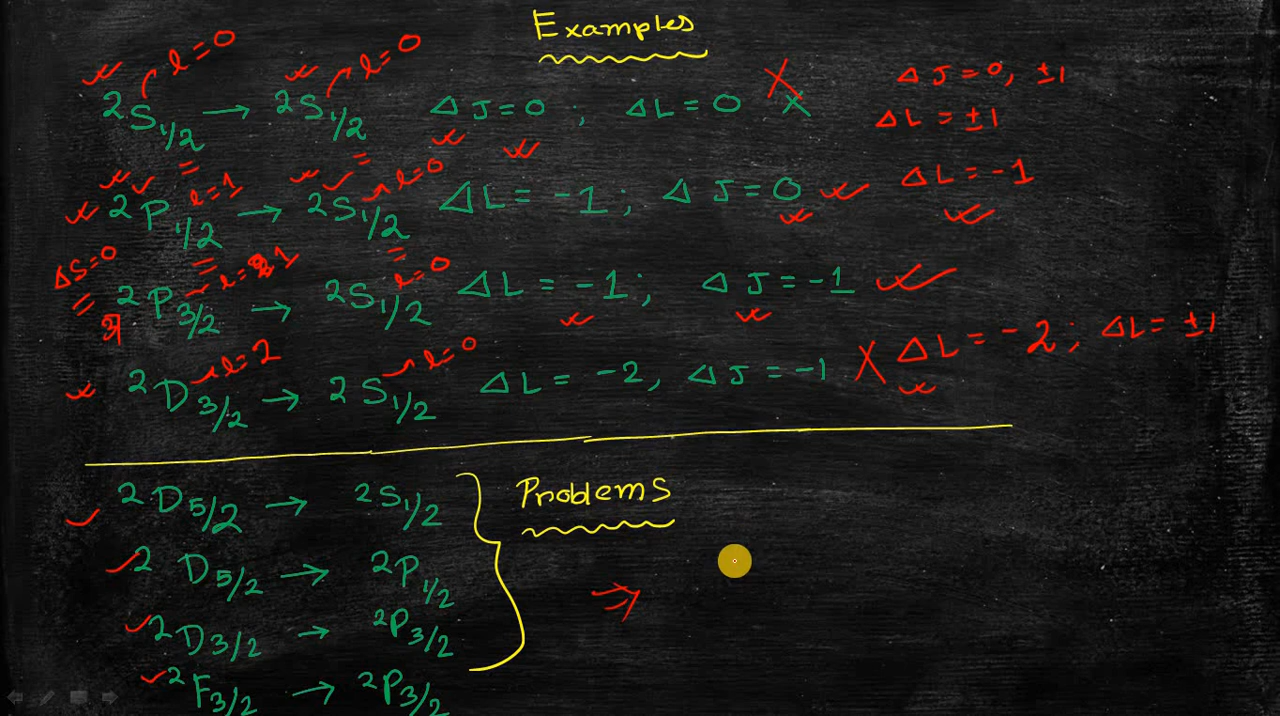 Examples
l=0 l=0
²S₁/₂ → ²S₁/₂ ΔJ=0 ; ΔL=0 X ΔJ=0, ±1
ΔL=±1
l=1 l=0
²P₁/₂ → ²S₁/₂ ΔL=-1 ; ΔJ=0 ΔL=-1
ΔS=0 l=1 l=0
²P₃/₂ → ²S₁/₂ ΔL=-1 ; ΔJ=-1
l=2 l=0
²D₃/₂ → ²S₁/₂ ΔL=-2, ΔJ=-1 X ΔL=-2; ΔL=±1
²D₅/₂ → ²S₁/₂
Problems
²D₅/₂ → ²P₁/₂
²D₃/₂ → ²P₃/₂
²F₃/₂ → ²P₃/₂